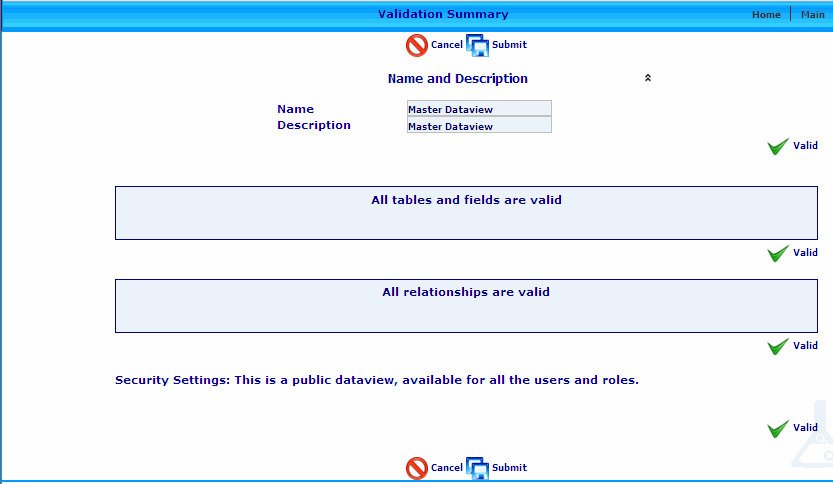 Validation Summary
Home Main
Cancel Submit
Name and Description
Name Master Dataview
Description Master Dataview
Valid
All tables and fields are valid
Valid
All relationships are valid
Valid
Security Settings: This is a public dataview, available for all the users and roles.
Valid
Cancel Submit